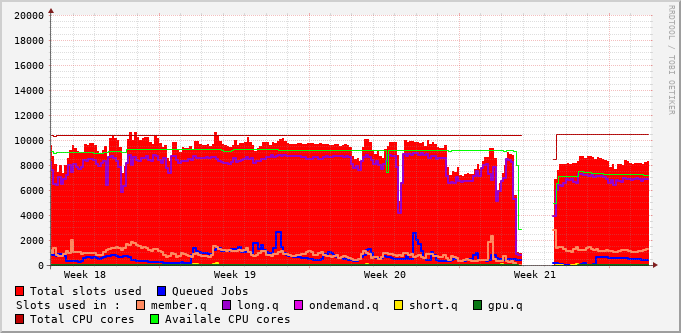 20000
18000
16000
14000
12000
10000
8000
6000
4000
2000
0
Week 18 Week 19 Week 20 Week 21
RRDTOOL / TOBI OETIKER
Total slots used Queued Jobs
Slots used in : member.q long.q ondemand.q short.q gpu.q
Total CPU cores Availale CPU cores